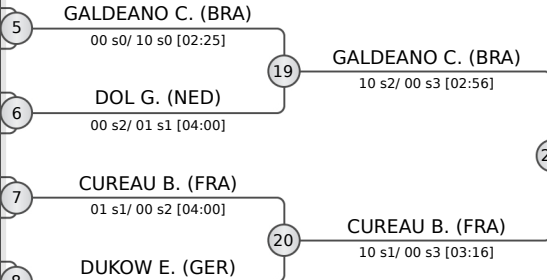 GALDEANO C. (BRA)
5
00 s0/ 10 s0 [02:25]
19
GALDEANO C. (BRA)
10 s2/ 00 s3 [02:56]
DOL G. (NED)
6
00 s2/ 01 s1 [04:00]
CUREAU B. (FRA)
7
01 s1/ 00 s2 [04:00]
20
CUREAU B. (FRA)
10 s1/ 00 s3 [03:16]
DUKOW E. (GER)
8